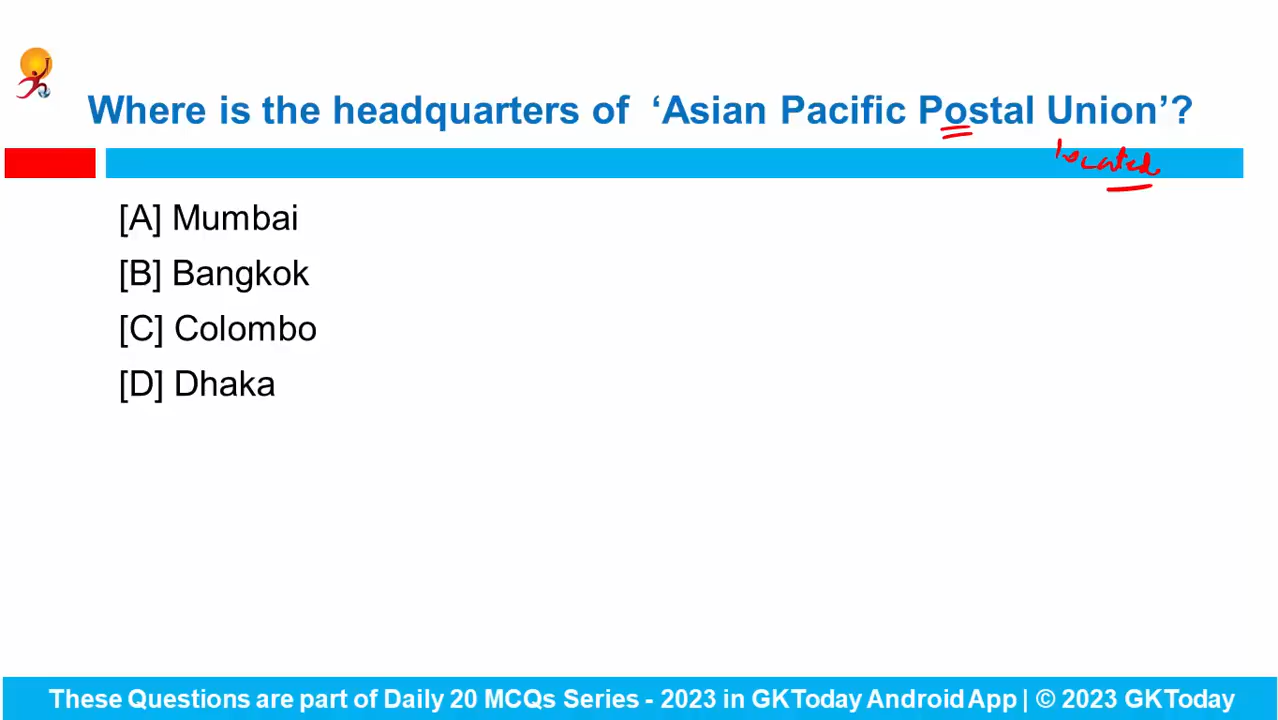 Where is the headquarters of ‘Asian Pacific Postal Union’?
located
[A] Mumbai
[B] Bangkok
[C] Colombo
[D] Dhaka
These Questions are part of Daily 20 MCQs Series - 2023 in GKToday Android App | © 2023 GKToday